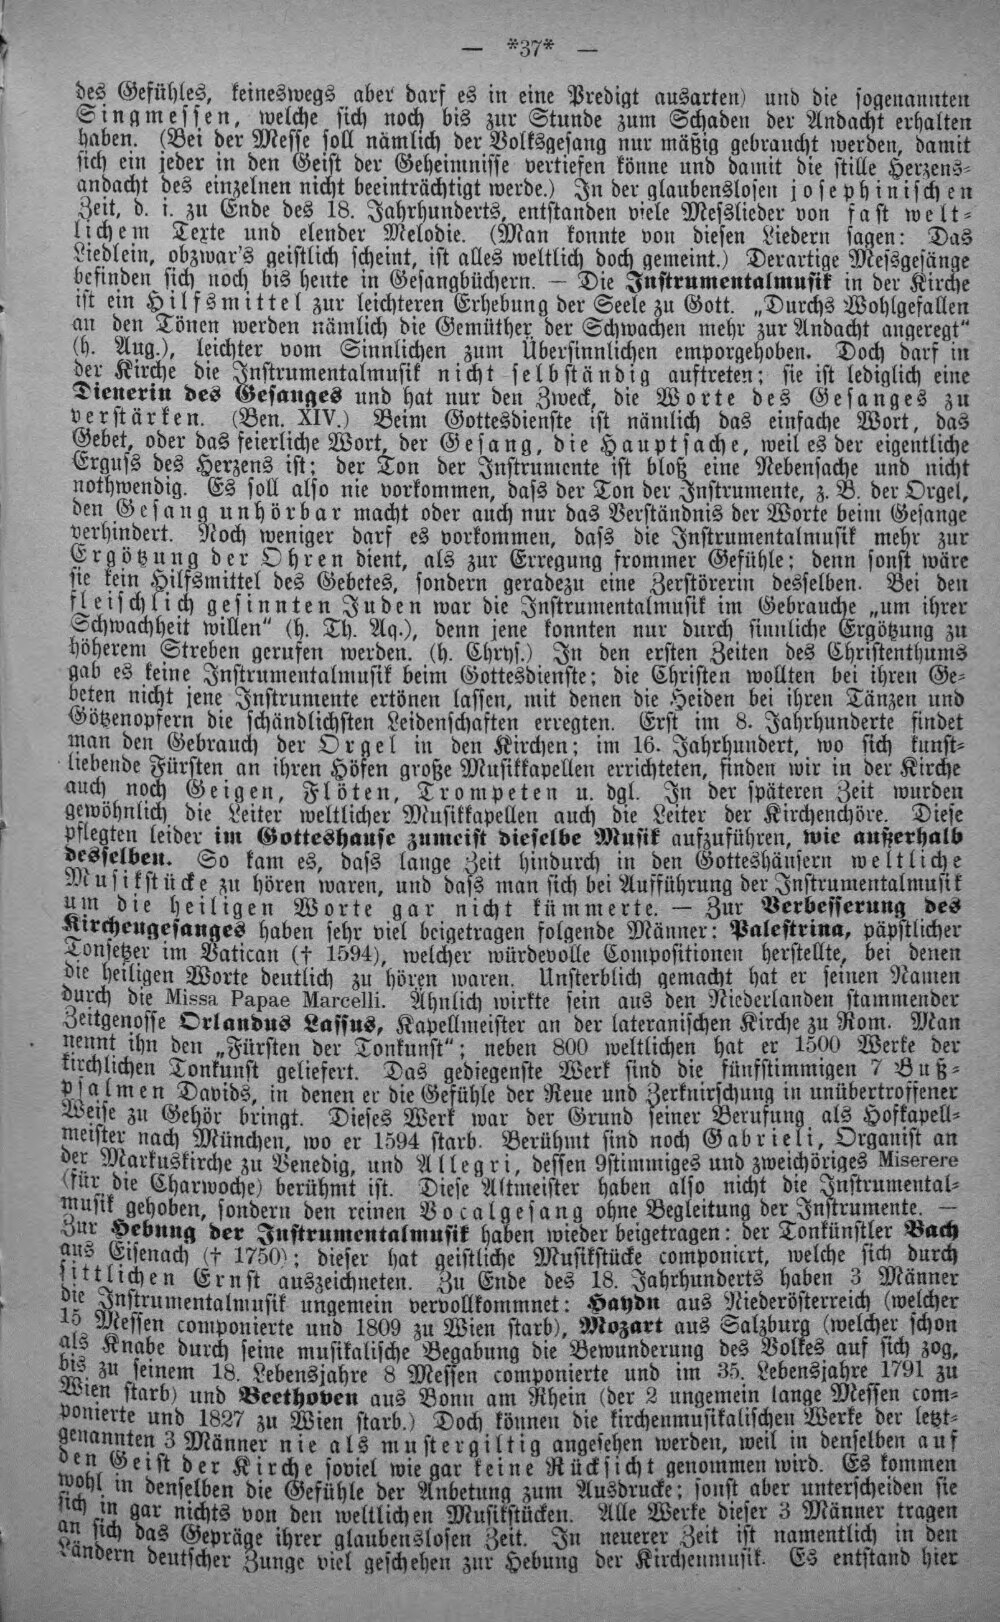 — *37* —
des Gefühles, keineswegs aber darf es in eine Predigt ausarten) und die sogenannten
Singmessen, welche sich noch bis zur Stunde zum Schaden der Andacht erhalten
haben. (Bei der Messe soll nämlich der Volksgesang nur mäßig gebraucht werden, damit
sich ein jeder in den Geist der Geheimnisse vertiefen könne und damit die stille Herzens-
andacht des einzelnen nicht beeinträchtigt werde.) In der glaubenslosen josephinischen
Zeit, d. i. zu Ende des 18. Jahrhunderts, entstanden viele Messlieder von fast welt-
lichem Texte und elender Melodie. (Man konnte von diesen Liedern sagen: Das
Liedlein, obzwar's geistlich scheint, ist alles weltlich doch gemeint.) Derartige Messgesänge
befinden sich noch bis heute in Gesangbüchern. — Die Instrumentalmusik in der Kirche
ist ein Hilfsmittel zur leichteren Erhebung der Seele zu Gott. „Durchs Wohlgefallen
an den Tönen werden nämlich die Gemüther der Schwachen mehr zur Andacht angeregt“
(h. Aug.), leichter vom Sinnlichen zum Übersinnlichen emporgehoben. Doch darf in
der Kirche die Instrumentalmusik nicht selbständig auftreten; sie ist lediglich eine
Dienerin des Gesanges und hat nur den Zweck, die Worte des Gesanges zu
verstärken. (Ben. XIV.) Beim Gottesdienste ist nämlich das einfache Wort, das
Gebet, oder das feierliche Wort, der Gesang, die Hauptsache, weil es der eigentliche
Erguss des Herzens ist; der Ton der Instrumente ist bloß eine Nebensache und nicht
nothwendig. Es soll also nie vorkommen, dass der Ton der Instrumente, z. B. der Orgel,
den Gesang unhörbar macht oder auch nur das Verständnis der Worte beim Gesange
verhindert. Noch weniger darf es vorkommen, dass die Instrumentalmusik mehr zur
Ergötzung der Ohren dient, als zur Erregung frommer Gefühle; denn sonst wäre
sie kein Hilfsmittel des Gebetes, sondern geradezu eine Zerstörerin desselben. Bei den
fleischlich gesinnten Juden war die Instrumentalmusik im Gebrauche „um ihrer
Schwachheit willen“ (h. Th. Aq.), denn jene konnten nur durch sinnliche Ergötzung zu
höherem Streben gerufen werden. (h. Chrys.) In den ersten Zeiten des Christenthums
gab es keine Instrumentalmusik beim Gottesdienste; die Christen wollten bei ihren Ge-
beten nicht jene Instrumente ertönen lassen, mit denen die Heiden bei ihren Tänzen und
Götzenopfern die schändlichsten Leidenschaften erregten. Erst im 8. Jahrhunderte findet
man den Gebrauch der Orgel in den Kirchen; im 16. Jahrhundert, wo sich kunst-
liebende Fürsten an ihren Höfen große Musikkapellen errichteten, finden wir in der Kirche
auch noch Geigen, Flöten, Trompeten u. dgl. In der späteren Zeit wurden
gewöhnlich die Leiter weltlicher Musikkapellen auch die Leiter der Kirchenchöre. Diese
pflegten leider im Gotteshause zumeist dieselbe Musik aufzuführen, wie außerhalb
desselben. So kam es, dass lange Zeit hindurch in den Gotteshäusern weltliche
Musikstücke zu hören waren, und dass man sich bei Aufführung der Instrumentalmusik
um die heiligen Worte gar nicht kümmerte. — Zur Verbesserung des
Kirchengesanges haben sehr viel beigetragen folgende Männer: Palestrina, päpstlicher
Tonsetzer im Vatican († 1594), welcher würdevolle Compositionen herstellte, bei denen
die heiligen Worte deutlich zu hören waren. Unsterblich gemacht hat er seinen Namen
durch die Missa Papae Marcelli. Ähnlich wirkte sein aus den Niederlanden stammender
Zeitgenosse Orlandus Lassus, Kapellmeister an der lateranischen Kirche zu Rom. Man
nennt ihn den „Fürsten der Tonkunst“; neben 800 weltlichen hat er 1500 Werke der
kirchlichen Tonkunst geliefert. Das gediegenste Werk sind die fünfstimmigen 7 Buß-
psalmen Davids, in denen er die Gefühle der Reue und Zerknirschung in unübertroffener
Weise zu Gehör bringt. Dieses Werk war der Grund seiner Berufung als Hofkapell-
meister nach München, wo er 1594 starb. Berühmt sind noch Gabrieli, Organist an
der Markuskirche zu Venedig, und Allegri, dessen 9stimmiges und zweichöriges Miserere
(für die Charwoche) berühmt ist. Diese Altmeister haben also nicht die Instrumental-
musik gehoben, sondern den reinen Vocalgesang ohne Begleitung der Instrumente. —
Zur Hebung der Instrumentalmusik haben wieder beigetragen: der Tonkünstler Bach
aus Eisenach († 1750); dieser hat geistliche Musikstücke componiert, welche sich durch
sittlichen Ernst auszeichneten. Zu Ende des 18. Jahrhunderts haben 3 Männer
die Instrumentalmusik ungemein vervollkommnet: Haydn aus Niederösterreich (welcher
15 Messen componierte und 1809 zu Wien starb), Mozart aus Salzburg (welcher schon
als Knabe durch seine musikalische Begabung die Bewunderung des Volkes auf sich zog,
bis zu seinem 18. Lebensjahre 8 Messen componierte und im 35. Lebensjahre 1791 zu
Wien starb) und Beethoven aus Bonn am Rhein (der 2 ungemein lange Messen com-
ponierte und 1827 zu Wien starb.) Doch können die kirchenmusikalischen Werke der letzt-
genannten 3 Männer nie als mustergiltig angesehen werden, weil in denselben auf
den Geist der Kirche soviel wie gar keine Rücksicht genommen wird. Es kommen
wohl in denselben die Gefühle der Anbetung zum Ausdrucke; sonst aber unterscheiden sie
sich in gar nichts von den weltlichen Musikstücken. Alle Werke dieser 3 Männer tragen
an sich das Gepräge ihrer glaubenslosen Zeit. In neuerer Zeit ist namentlich in den
Ländern deutscher Zunge viel geschehen zur Hebung der Kirchenmusik. Es entstand hier